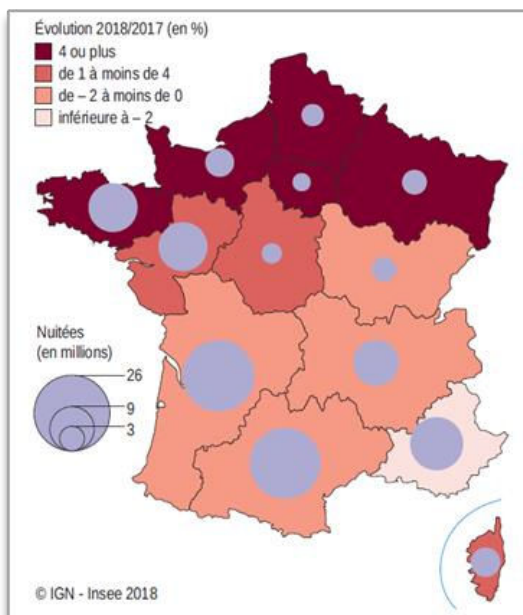 Évolution 2018/2017 (en %)
4 ou plus
de 1 à moins de 4
de – 2 à moins de 0
inférieure à – 2
Nuitées
(en millions)
26
9
3
© IGN - Insee 2018